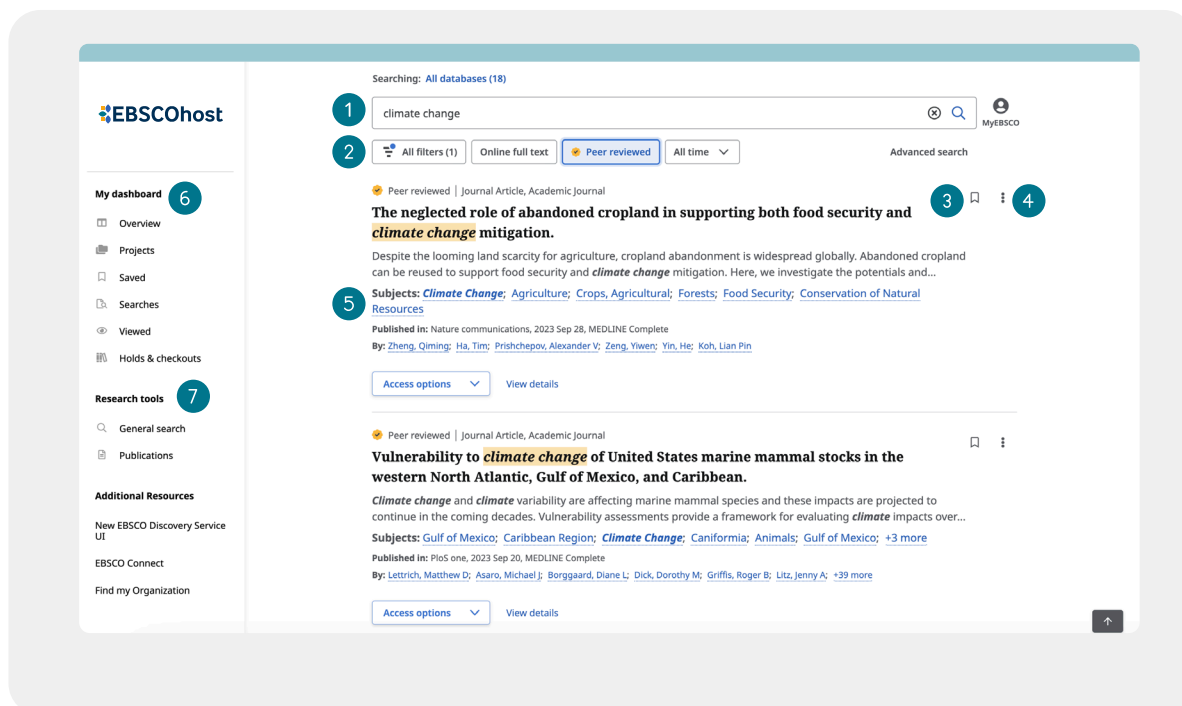 Searching: All databases (18)
1
climate change
MyEBSCO
EBSCOhost
2
All filters (1)
Online full text
Peer reviewed
All time
Advanced search
My dashboard
6
Overview
Projects
Saved
Searches
Viewed
Holds & checkouts
Research tools
7
General search
Publications
Additional Resources
New EBSCO Discovery Service
UI
EBSCO Connect
Find my Organization
Peer reviewed | Journal Article, Academic Journal
3
4
The neglected role of abandoned cropland in supporting both food security and
climate change mitigation.
Despite the looming land scarcity for agriculture, cropland abandonment is widespread globally. Abandoned cropland
can be reused to support food security and climate change mitigation. Here, we investigate the potentials and...
5
Subjects: Climate Change; Agriculture; Crops, Agricultural; Forests; Food Security; Conservation of Natural
Resources
Published in: Nature communications, 2023 Sep 28, MEDLINE Complete
By: Zheng, Qiming; Ha, Tim; Prishchepov, Alexander V; Zeng, Yiwen; Yin, He; Koh, Lian Pin
Access options
View details
Peer reviewed | Journal Article, Academic Journal
Vulnerability to climate change of United States marine mammal stocks in the
western North Atlantic, Gulf of Mexico, and Caribbean.
Climate change and climate variability are affecting marine mammal species and these impacts are projected to
continue in the coming decades. Vulnerability assessments provide a framework for evaluating climate impacts over...
Subjects: Gulf of Mexico; Caribbean Region; Climate Change; Caniformia; Animals; Gulf of Mexico; +3 more
Published in: PloS one, 2023 Sep 20, MEDLINE Complete
By: Lettrich, Matthew D; Asaro, Michael J; Borggaard, Diane L; Dick, Dorothy M; Griffis, Roger B; Litz, Jenny A; +39 more
Access options
View details